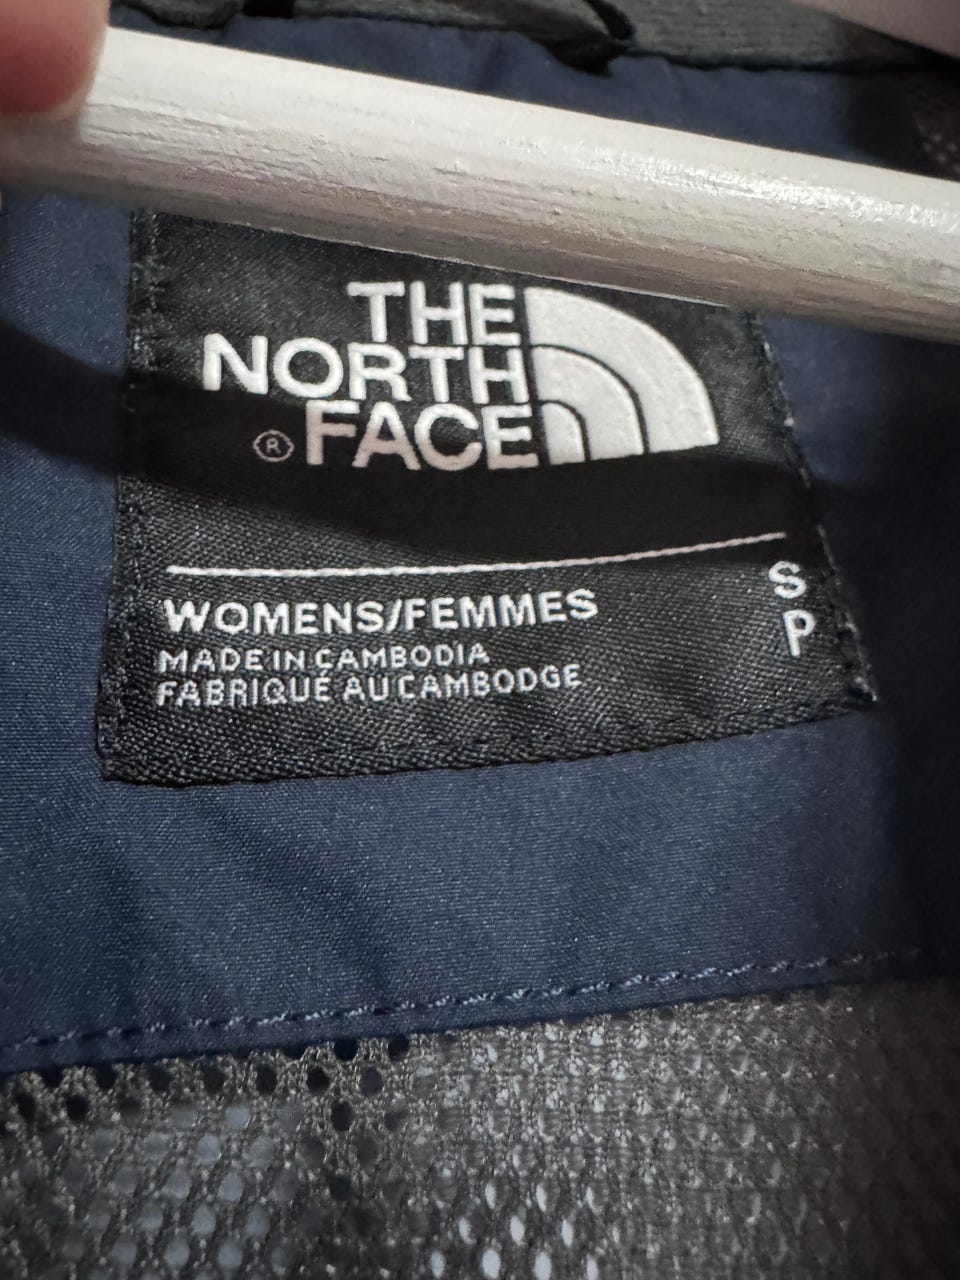 THE
NORTH
® FACE
S
P
WOMENS/FEMMES
MADE IN CAMBODIA
FABRIQUÉ AU CAMBODGE